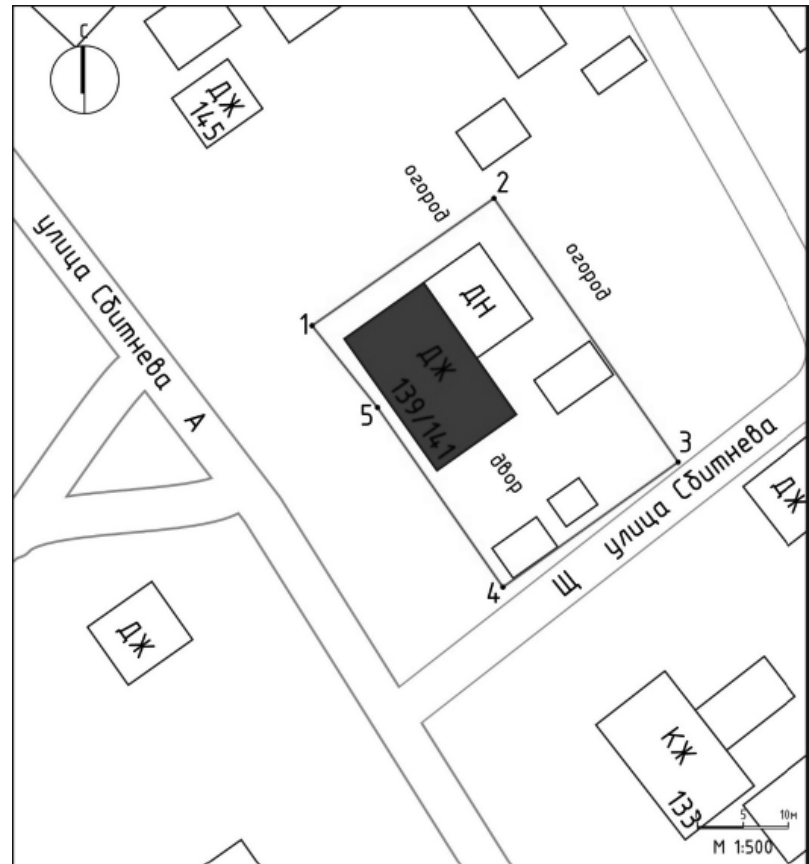 С
ДЖ
145
огород
2
огород
улица Сбитнева
ДН
1
ДЖ
139/141
5
А
двор
3
улица Сбитнева
ДЖ
4
Щ
ДЖ
КЖ
133
5
10м
М 1:500